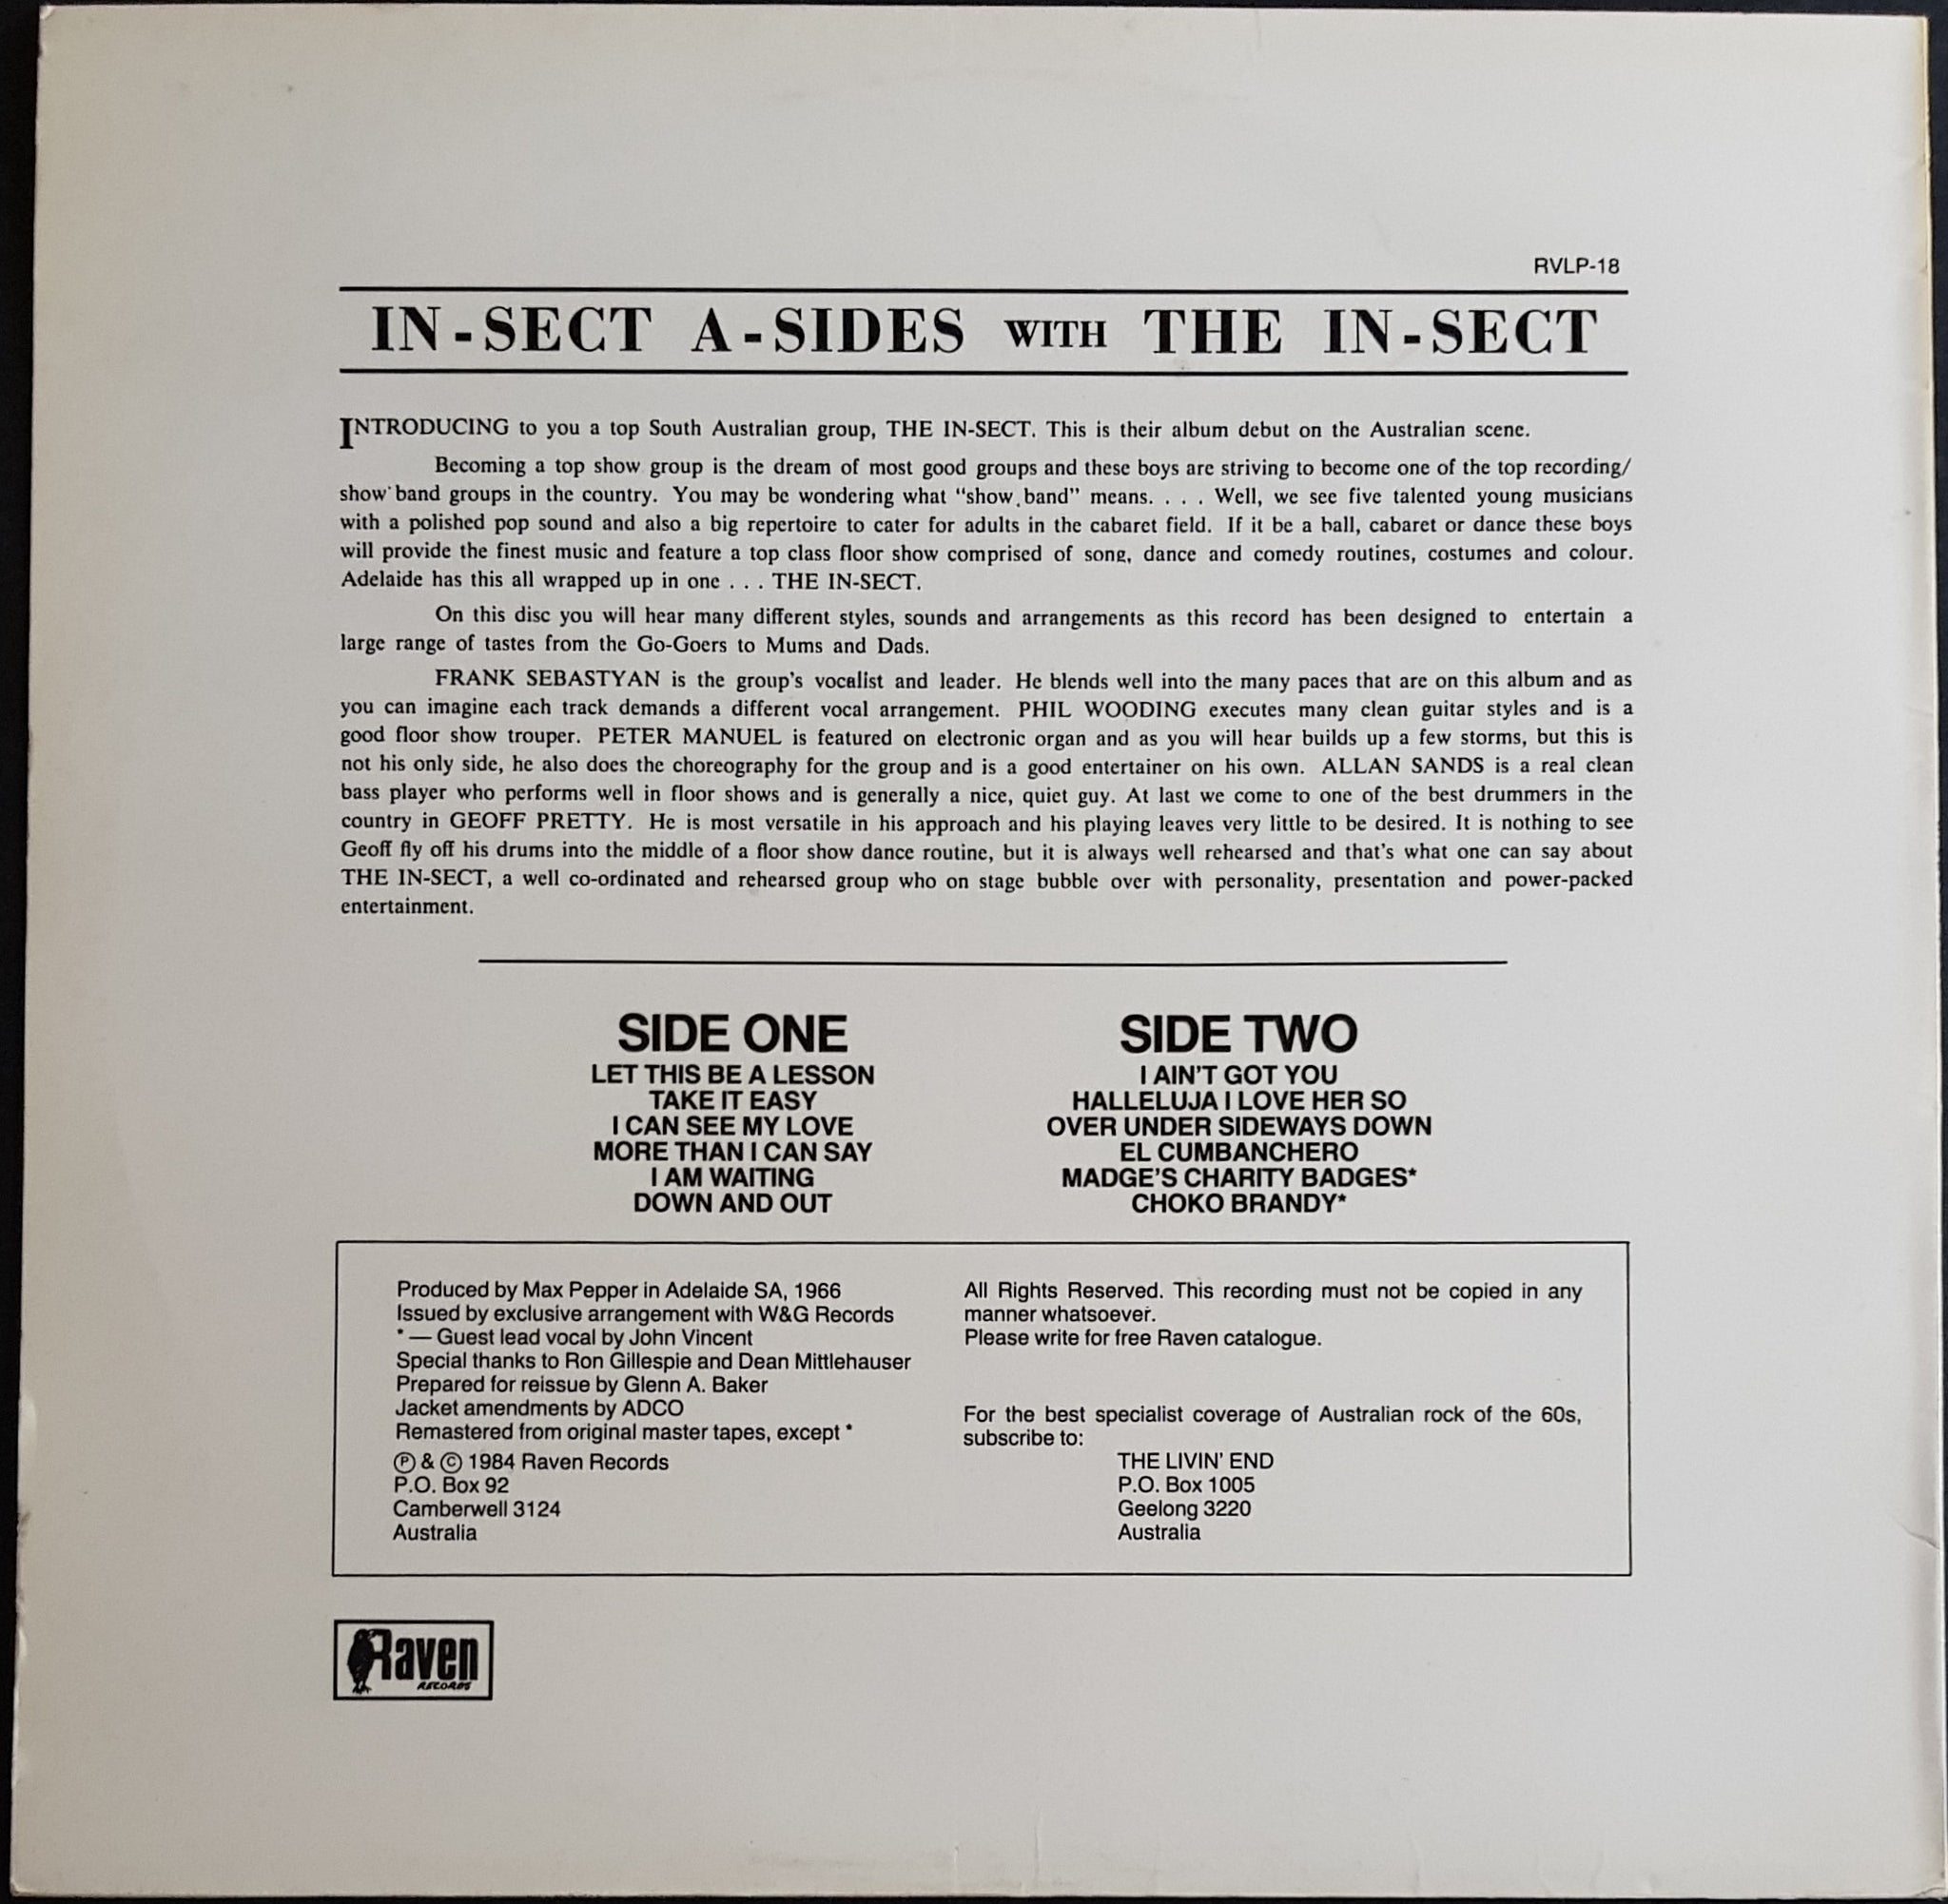 RVLP-18
IN-SECT A-SIDES WITH THE IN-SECT
INTRODUCING to you a top South Australian group, THE IN-SECT. This is their album debut on the Australian scene.
Becoming a top show group is the dream of most good groups and these boys are striving to become one of the top recording/
show band groups in the country. You may be wondering what “show band” means. . . . Well, we see five talented young musicians
with a polished pop sound and also a big repertoire to cater for adults in the cabaret field. If it be a ball, cabaret or dance these boys
will provide the finest music and feature a top class floor show comprised of song, dance and comedy routines, costumes and colour.
Adelaide has this all wrapped up in one . . . THE IN-SECT.
On this disc you will hear many different styles, sounds and arrangements as this record has been designed to entertain a
large range of tastes from the Go-Goers to Mums and Dads.
FRANK SEBASTYAN is the group's vocalist and leader. He blends well into the many paces that are on this album and as
you can imagine each track demands a different vocal arrangement. PHIL WOODING executes many clean guitar styles and is a
good floor show trouper. PETER MANUEL is featured on electronic organ and as you will hear builds up a few storms, but this is
not his only side, he also does the choreography for the group and is a good entertainer on his own. ALLAN SANDS is a real clean
bass player who performs well in floor shows and is generally a nice, quiet guy. At last we come to one of the best drummers in the
country in GEOFF PRETTY. He is most versatile in his approach and his playing leaves very little to be desired. It is nothing to see
Geoff fly off his drums into the middle of a floor show dance routine, but it is always well rehearsed and that's what one can say about
THE IN-SECT, a well co-ordinated and rehearsed group who on stage bubble over with personality, presentation and power-packed
entertainment.
SIDE ONE
LET THIS BE A LESSON
TAKE IT EASY
I CAN SEE MY LOVE
MORE THAN I CAN SAY
I AM WAITING
DOWN AND OUT
SIDE TWO
I AIN'T GOT YOU
HALLELUJA I LOVE HER SO
OVER UNDER SIDEWAYS DOWN
EL CUMBANCHERO
MADGE'S CHARITY BADGES*
CHOKO BRANDY*
Produced by Max Pepper in Adelaide SA, 1966
Issued by exclusive arrangement with W&G Records
* — Guest lead vocal by John Vincent
Special thanks to Ron Gillespie and Dean Mittlehauser
Prepared for reissue by Glenn A. Baker
Jacket amendments by ADCO
Remastered from original master tapes, except *
Ⓟ & © 1984 Raven Records
P.O. Box 92
Camberwell 3124
Australia
All Rights Reserved. This recording must not be copied in any
manner whatsoever.
Please write for free Raven catalogue.
For the best specialist coverage of Australian rock of the 60s,
subscribe to:
THE LIVIN' END
P.O. Box 1005
Geelong 3220
Australia
Raven
RECORDS